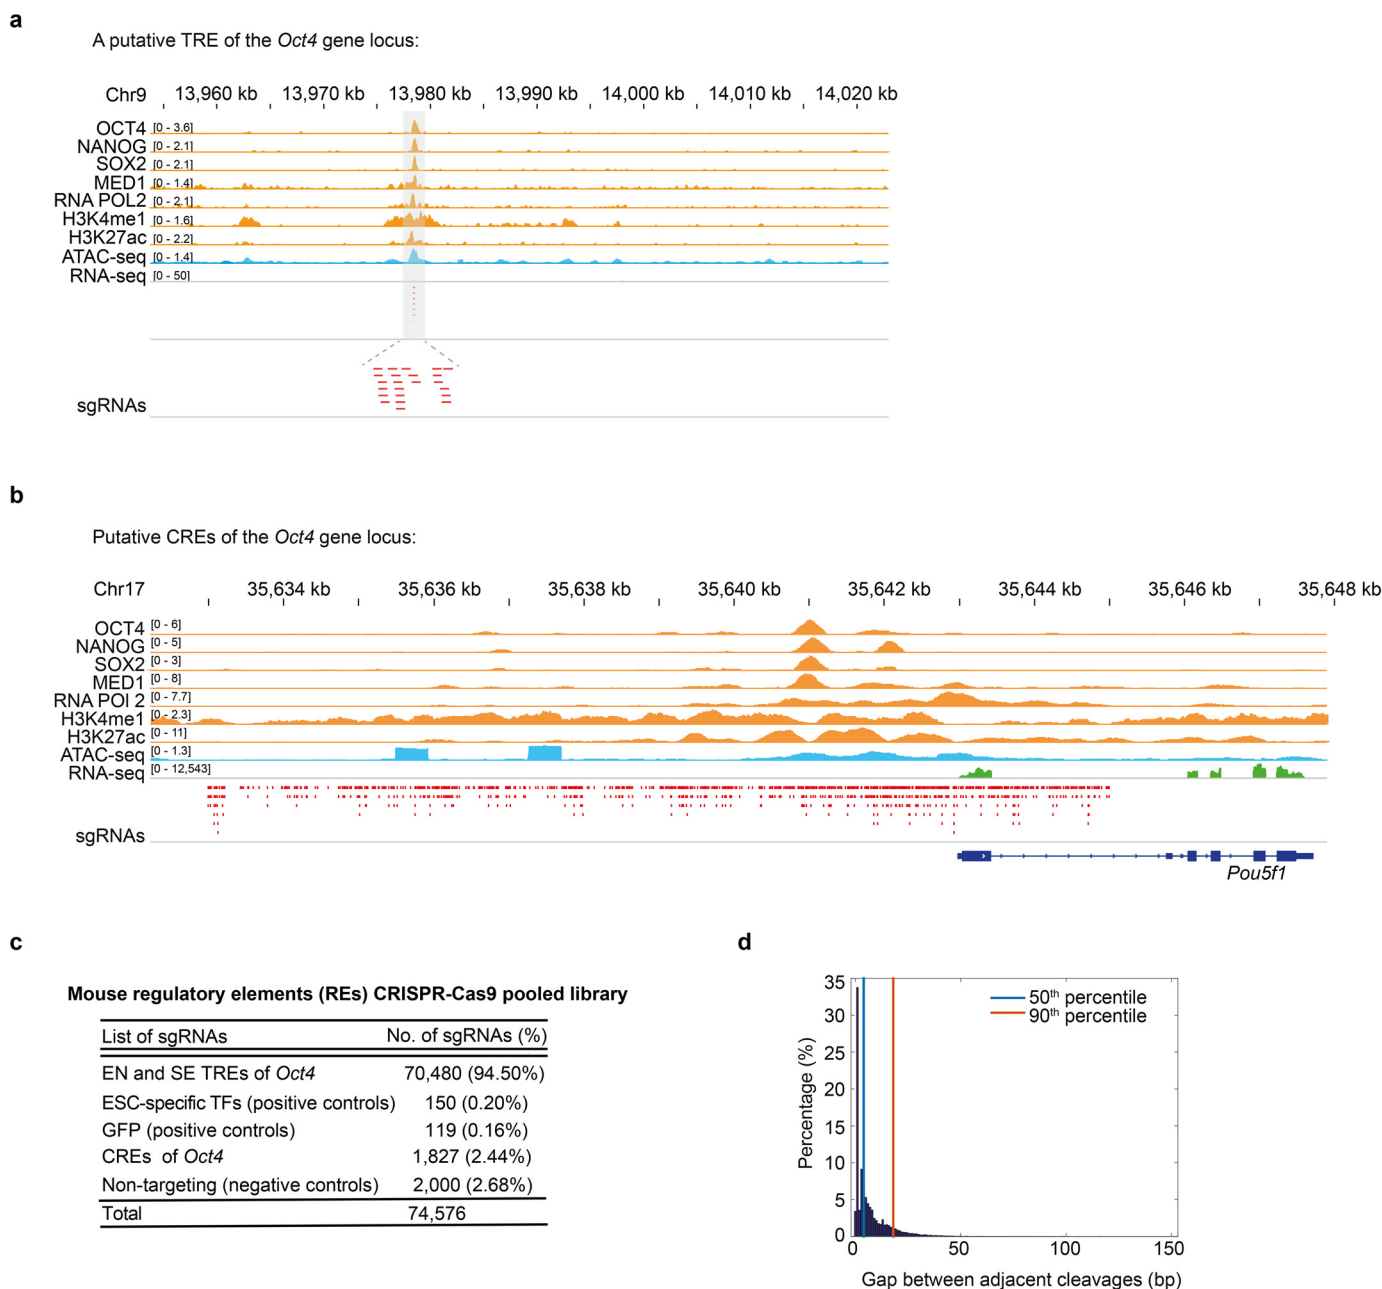 a
A putative TRE of the Oct4 gene locus:
Chr9 13,960 kb 13,970 kb 13,980 kb 13,990 kb 14,000 kb 14,010 kb 14,020 kb
OCT4 [0 - 3.6]
NANOG [0 - 2.1]
SOX2 [0 - 2.1]
MED1 [0 - 1.4]
RNA POL2 [0 - 2.1]
H3K4me1 [0 - 1.6]
H3K27ac [0 - 2.2]
ATAC-seq [0 - 1.4]
RNA-seq [0 - 50]
sgRNAs
b
Putative CREs of the Oct4 gene locus:
Chr17 35,634 kb 35,636 kb 35,638 kb 35,640 kb 35,642 kb 35,644 kb 35,646 kb 35,648 kb
OCT4 [0 - 6]
NANOG [0 - 5]
SOX2 [0 - 3]
MED1 [0 - 8]
RNA POl 2 [0 - 7.7]
H3K4me1 [0 - 2.3]
H3K27ac [0 - 11]
ATAC-seq [0 - 1.3]
RNA-seq [0 - 12,543]
sgRNAs
Pou5f1
c
Mouse regulatory elements (REs) CRISPR-Cas9 pooled library
List of sgRNAs No. of sgRNAs (%)
EN and SE TREs of Oct4 70,480 (94.50%)
ESC-specific TFs (positive controls) 150 (0.20%)
GFP (positive controls) 119 (0.16%)
CREs of Oct4 1,827 (2.44%)
Non-targeting (negative controls) 2,000 (2.68%)
Total 74,576
d
50th percentile
90th percentile
Percentage (%)
35
30
25
20
15
10
5
0
0 50 100 150
Gap between adjacent cleavages (bp)